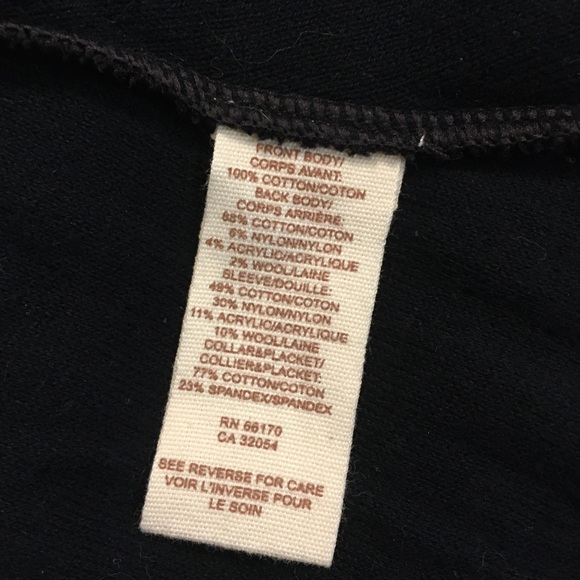 FRONT BODY/
CORPS AVANT:
100% COTTON/COTON
BACK BODY/
CORPS ARRIÈRE:
88% COTTON/COTON
6% NYLON/NYLON
4% ACRYLIC/ACRYLIQUE
2% WOOL/LAINE
SLEEVE/DOUILLE:
49% COTTON/COTON
30% NYLON/NYLON
11% ACRYLIC/ACRYLIQUE
10% WOOL/LAINE
COLLAR&PLACKET/
COLLIER&PLACKET:
77% COTTON/COTON
23% SPANDEX/SPANDEX
RN 66170
CA 32054
SEE REVERSE FOR CARE
VOIR L'INVERSE POUR
LE SOIN